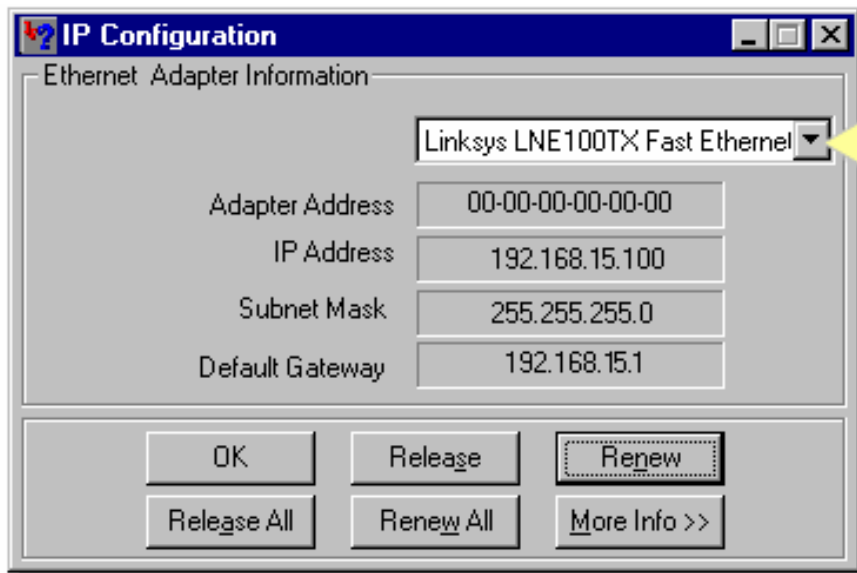 IP Configuration
Ethernet Adapter Information
Linksys LNE100TX Fast Ethernet
Adapter Address 00-00-00-00-00-00
IP Address 192.168.15.100
Subnet Mask 255.255.255.0
Default Gateway 192.168.15.1
OK Release Renew
Release All Renew All More Info >>